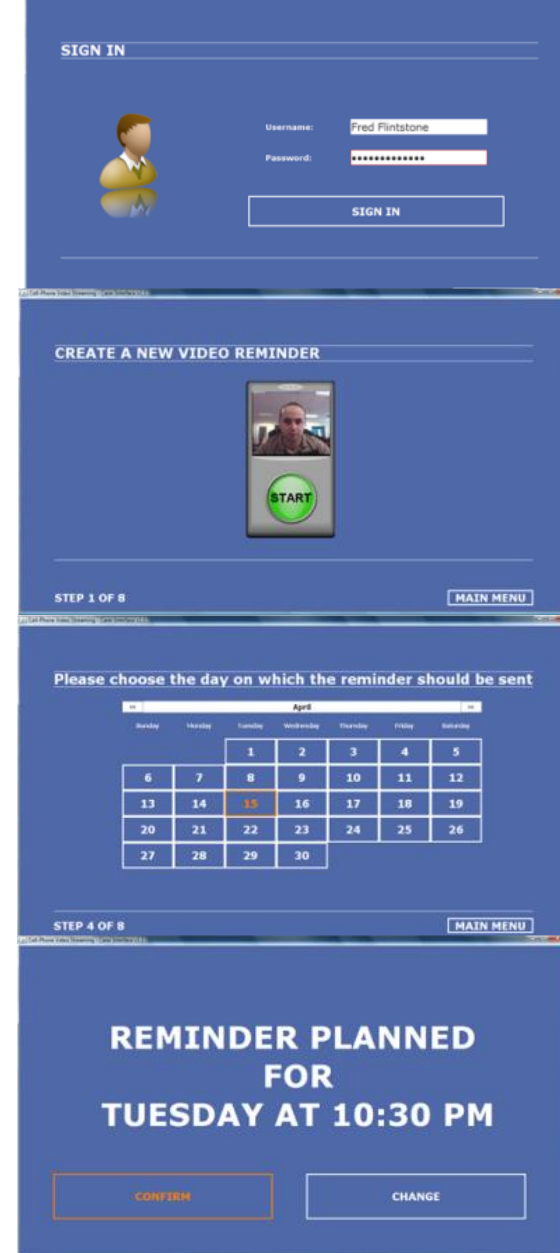 SIGN IN
Username: Fred Flintstone
Password: •••••••••••••
SIGN IN
CREATE A NEW VIDEO REMINDER
START
STEP 1 OF 8
MAIN MENU
Please choose the day on which the reminder should be sent
<< April >>
Sunday Monday Tuesday Wednesday Thursday Friday Saturday
1 2 3 4 5
6 7 8 9 10 11 12
13 14 15 16 17 18 19
20 21 22 23 24 25 26
27 28 29 30
STEP 4 OF 8
MAIN MENU
REMINDER PLANNED
FOR
TUESDAY AT 10:30 PM
CONFIRM
CHANGE